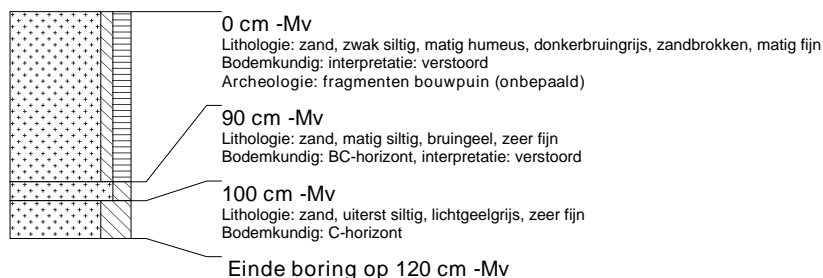 0 cm -Mv
Lithologie: zand, zwak siltig, matig humeus, donkerbruingrijs, zandbrokken, matig fijn
Bodemkundig: interpretatie: verstoord
Archeologie: fragmenten bouwpuin (onbepaald)
90 cm -Mv
Lithologie: zand, matig siltig, bruingeel, zeer fijn
Bodemkundig: BC-horizont, interpretatie: verstoord
100 cm -Mv
Lithologie: zand, uiterst siltig, lichtgeelgrijs, zeer fijn
Bodemkundig: C-horizont
Einde boring op 120 cm -Mv